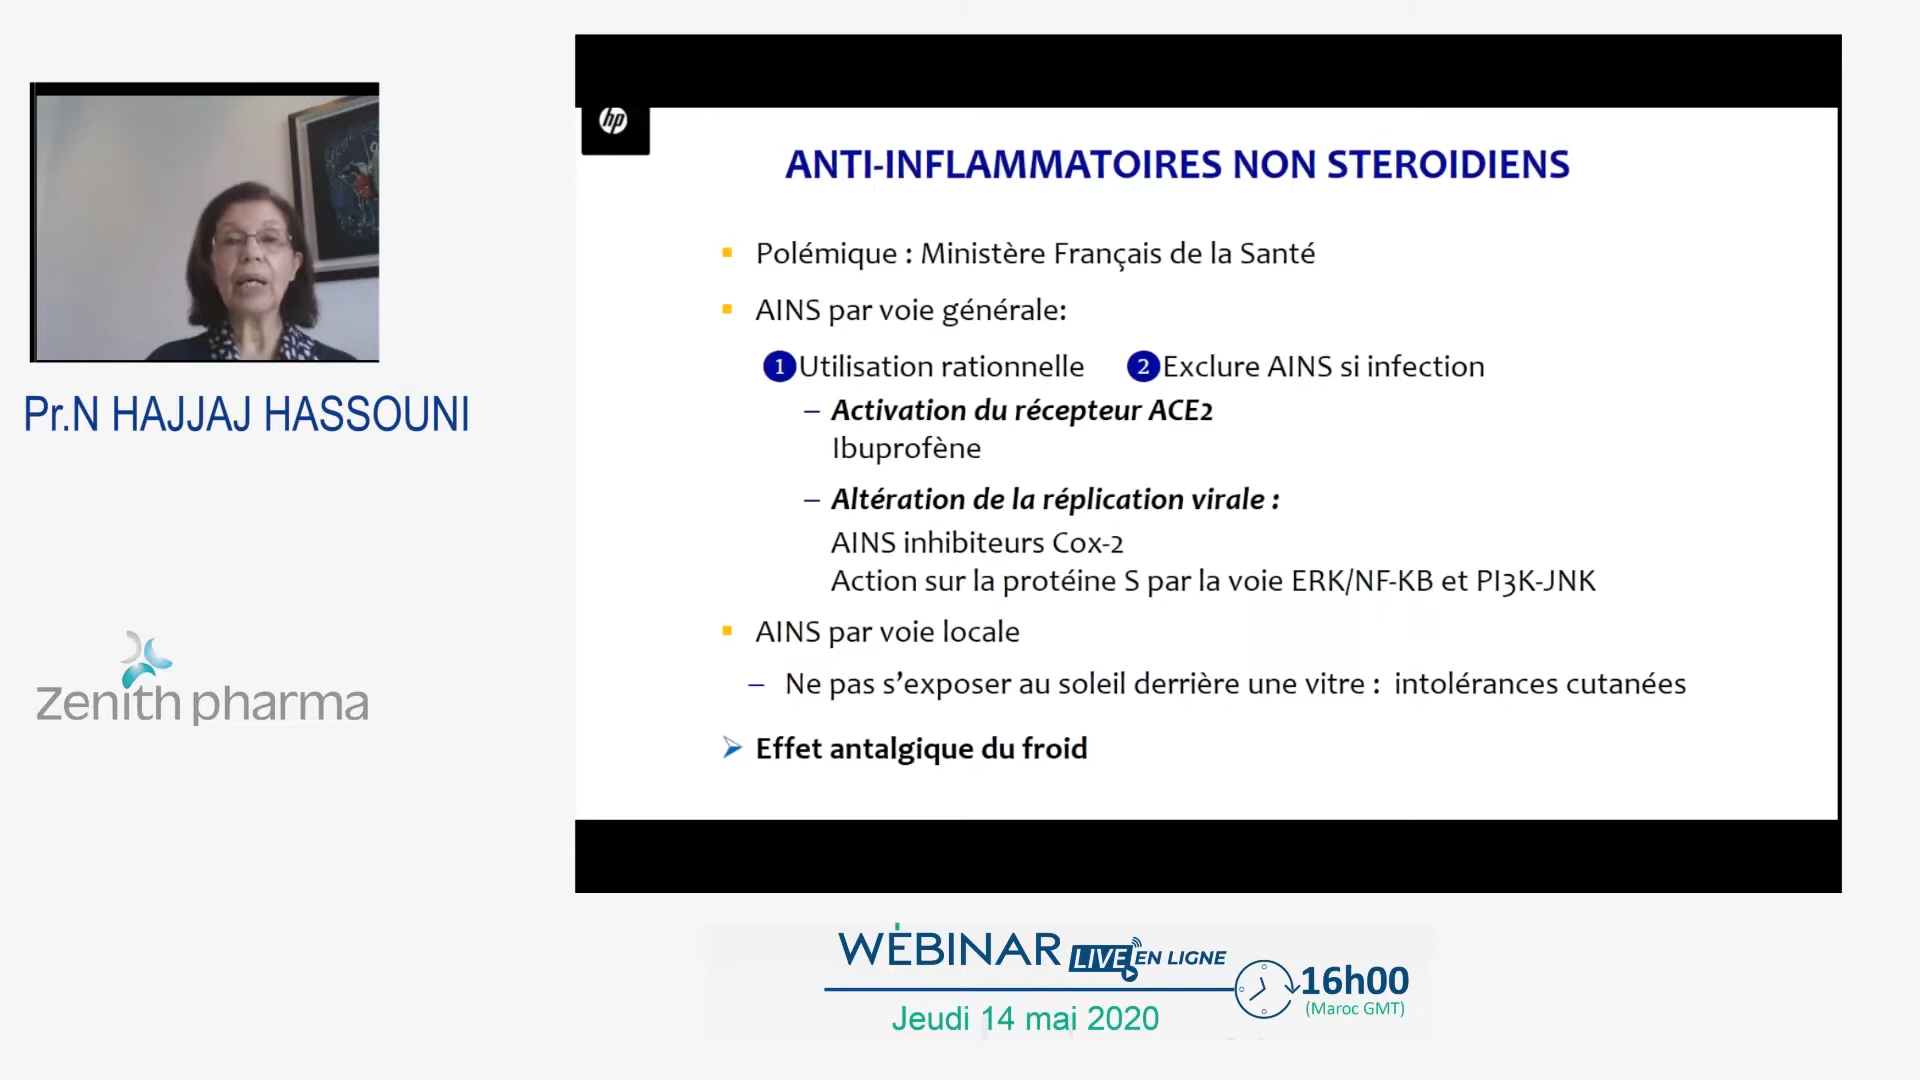 hp
ANTI-INFLAMMATOIRES NON STEROIDIENS
Polémique : Ministère Français de la Santé
AINS par voie générale:
1 Utilisation rationnelle 2 Exclure AINS si infection
– Activation du récepteur ACE2
Ibuprofène
– Altération de la réplication virale :
AINS inhibiteurs Cox-2
Action sur la protéine S par la voie ERK/NF-KB et PI3K-JNK
AINS par voie locale
– Ne pas s’exposer au soleil derrière une vitre : intolérances cutanées
Effet antalgique du froid
Pr.N HAJJAJ HASSOUNI
zenith pharma
WEBINAR LIVE EN LIGNE
16h00
(Maroc GMT)
Jeudi 14 mai 2020